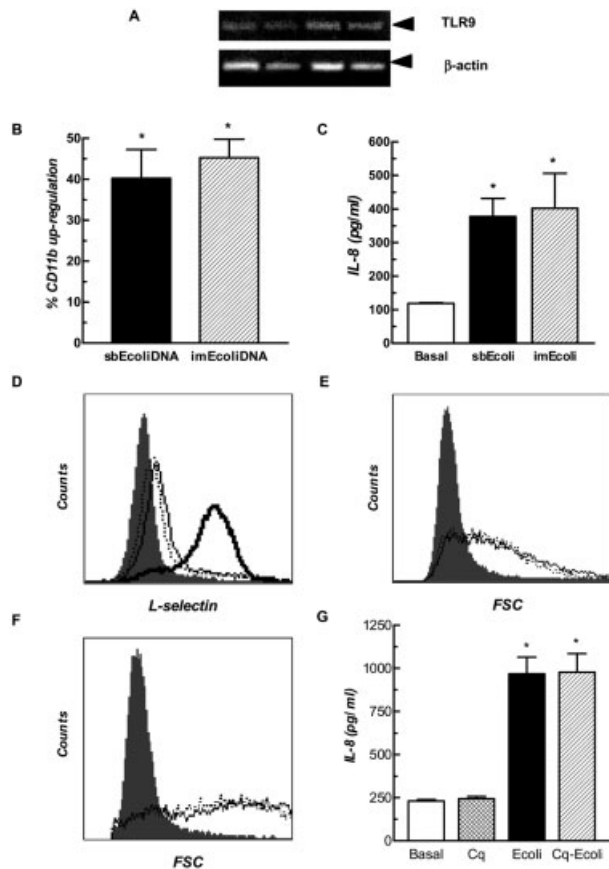 A
TLR9
β-actin
B
% CD11b up-regulation
50
40
30
20
10
0
*
*
sbEcoliDNA
imEcoliDNA
C
IL-8 (pg/ml)
600
500
400
300
200
100
0
*
*
Basal
sbEcoli
imEcoli
D
Counts
L-selectin
E
Counts
FSC
F
Counts
FSC
G
IL-8 (pg/ ml)
1250
1000
750
500
250
0
*
*
Basal
Cq
Ecoli
Cq-Ecoli